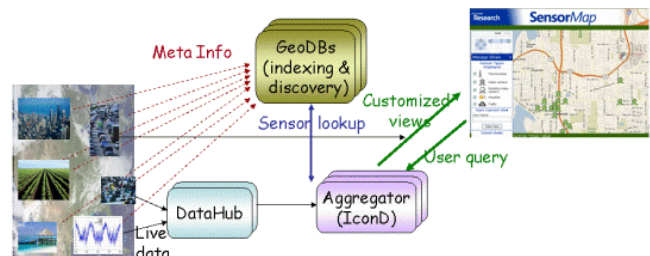 Research
SensorMap
Meta Info
GeoDBs
(indexing &
discovery)
Customized
views
Sensor lookup
User query
DataHub
Aggregator
(IconD)
Live
data